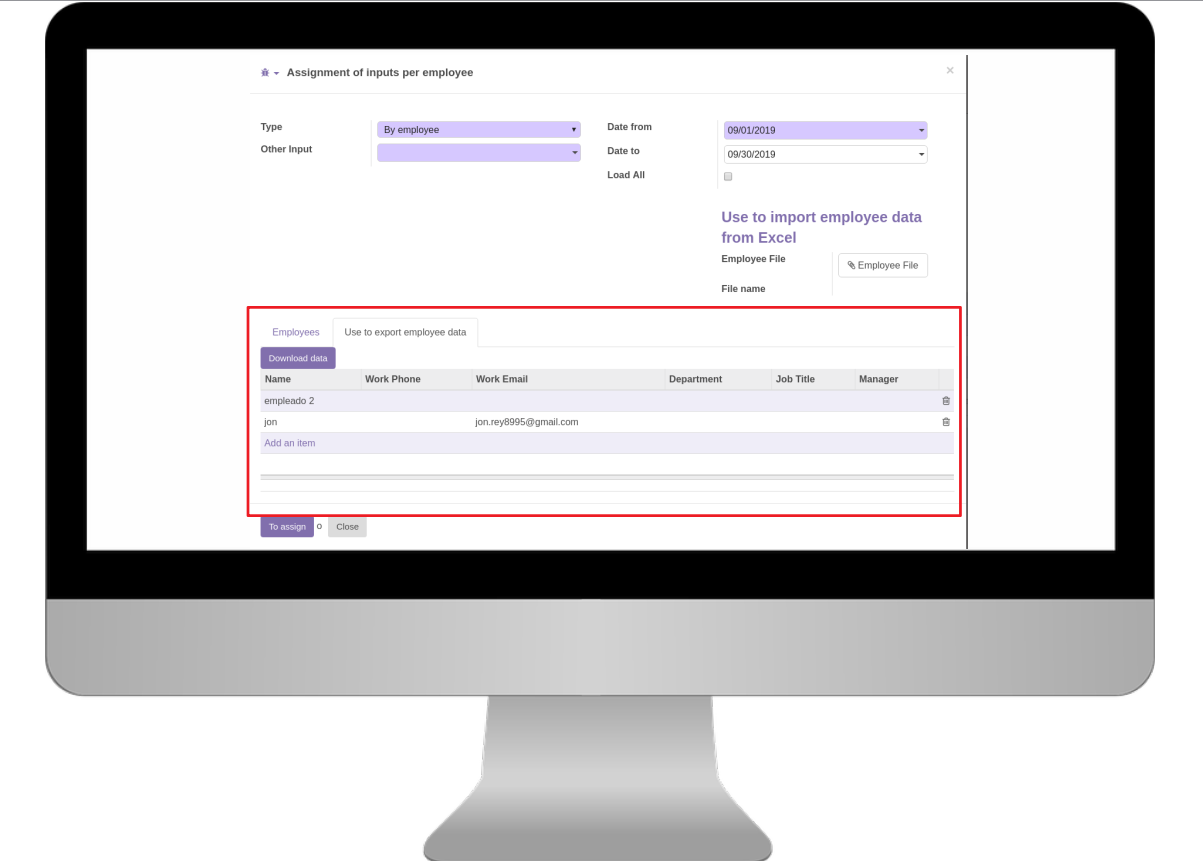 Assignment of inputs per employee
×
Type
By employee
Other Input
Date from
09/01/2019
Date to
09/30/2019
Load All
Use to import employee data
from Excel
Employee File
Employee File
File name
Employees
Use to export employee data
Download data
Name Work Phone Work Email Department Job Title Manager
empleado 2
jon jon.rey8995@gmail.com
Add an item
To assign o Close